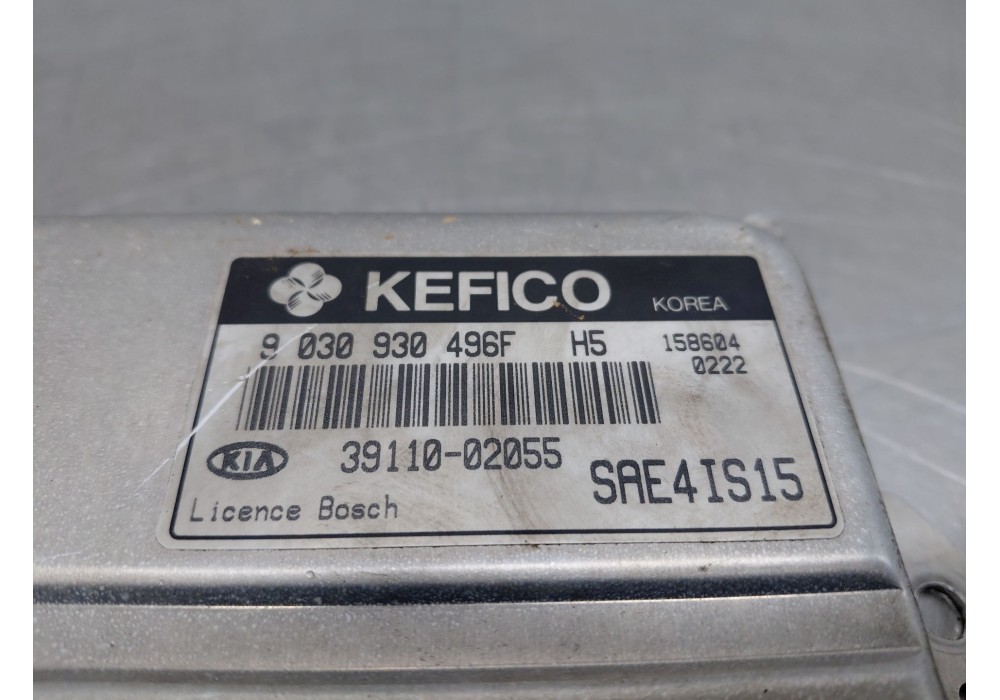 KEFICO KOREA
9 030 930 496F H5 158604
0222
KIA 39110-02055
SAE4IS15
Licence Bosch